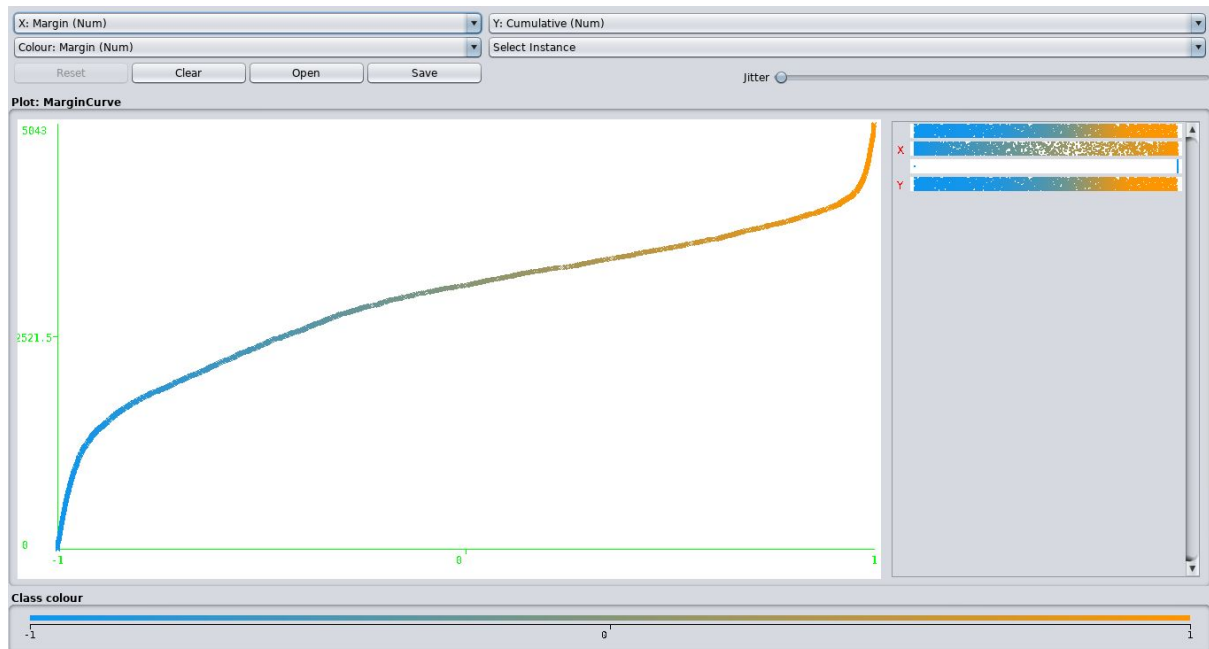 X: Margin (Num) Y: Cumulative (Num)
Colour: Margin (Num) Select Instance
Reset Clear Open Save Jitter
Plot: MarginCurve
5043
X
Y
2521.5
0
-1 0 1
Class colour
-1 0 1